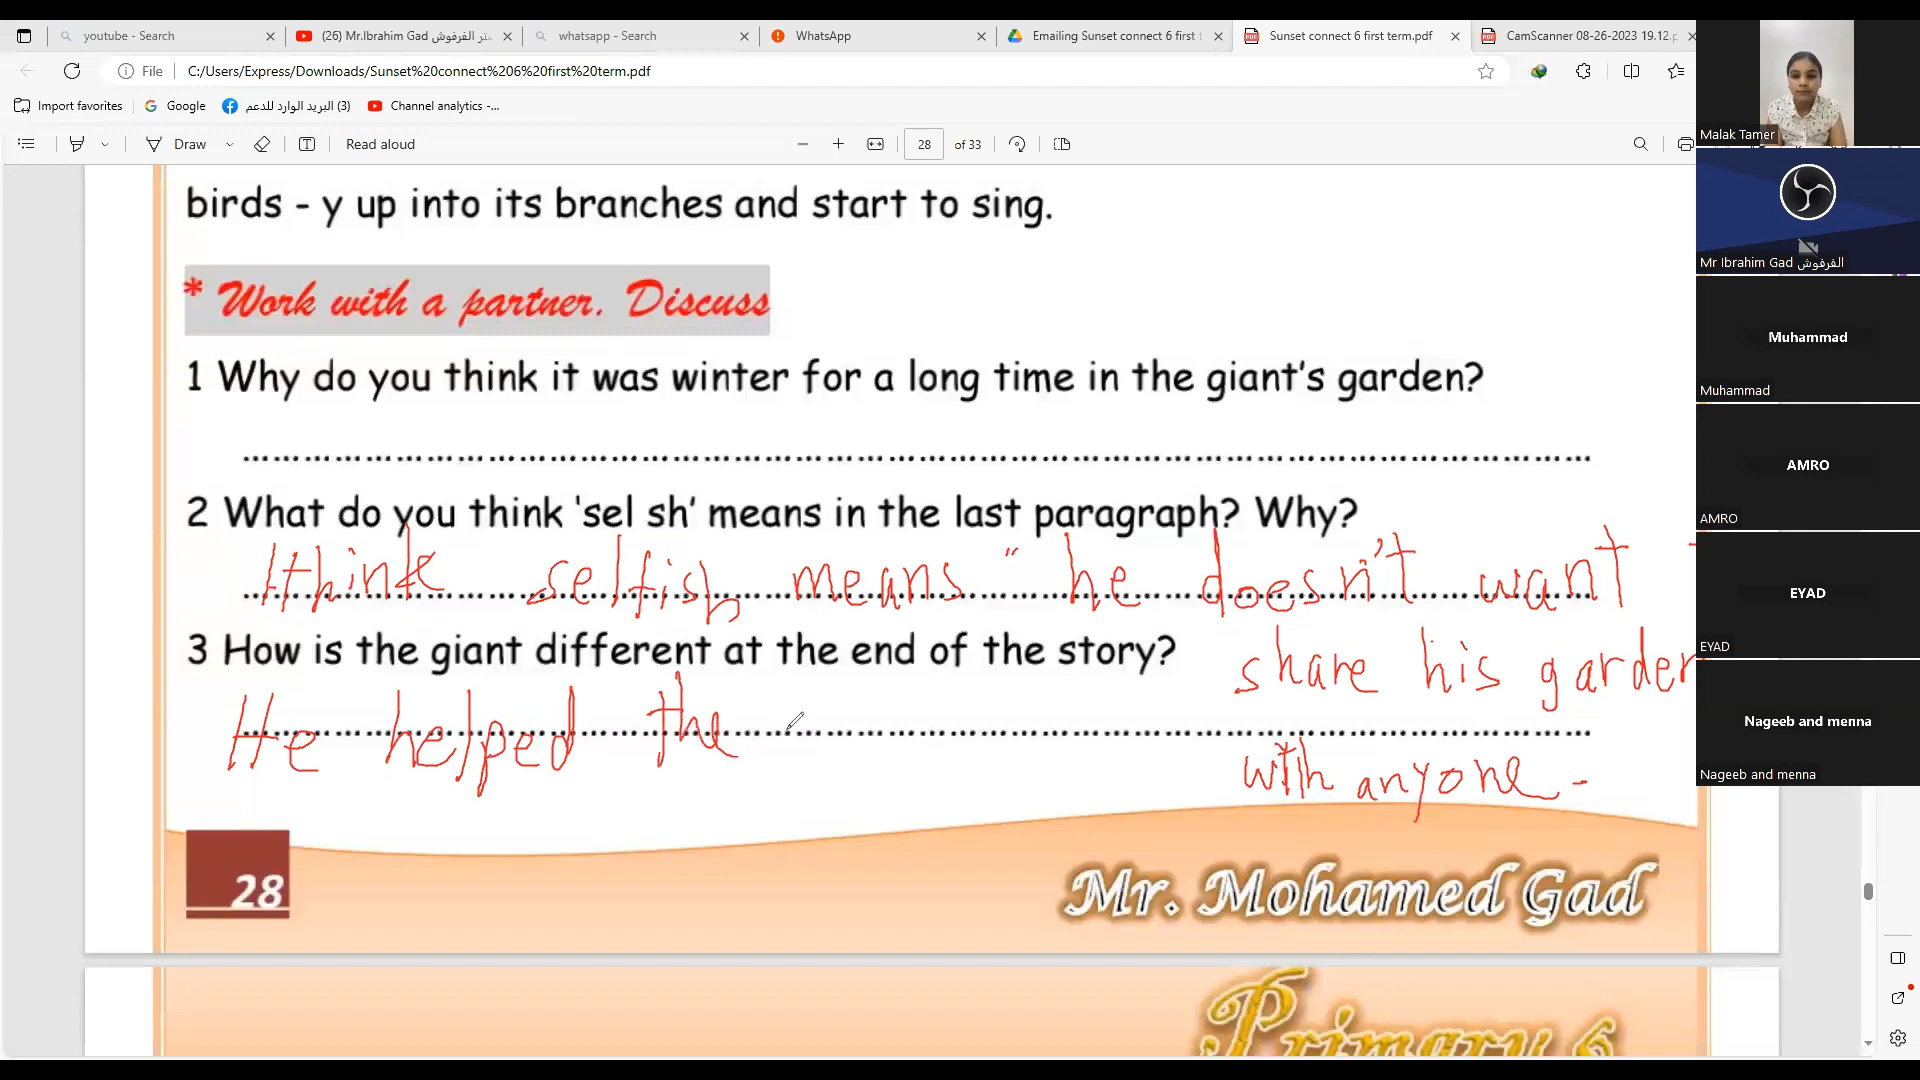 youtube - Search
(26) Mr.Ibrahim Gad مستر الفرفوش
whatsapp - Search
WhatsApp
Emailing Sunset connect 6 first t
Sunset connect 6 first term.pdf
CamScanner 08-26-2023 19.12.p
File
C:/Users/Express/Downloads/Sunset%20connect%206%20first%20term.pdf
Import favorites
Google
(3) البريد الوارد للدعم
Channel analytics -...
Draw
Read aloud
28 of 33
birds - y up into its branches and start to sing.
* Work with a partner. Discuss
1 Why do you think it was winter for a long time in the giant's garden?
2 What do you think 'sel sh' means in the last paragraph? Why?
I think selfish means " he doesn't want
3 How is the giant different at the end of the story?
share his garden
He helped the
with anyone -
28
Mr. Mohamed Gad
Primary 6
Malak Tamer
Mr Ibrahim Gad الفرفوش
Muhammad
Muhammad
AMRO
AMRO
EYAD
EYAD
Nageeb and menna
Nageeb and menna